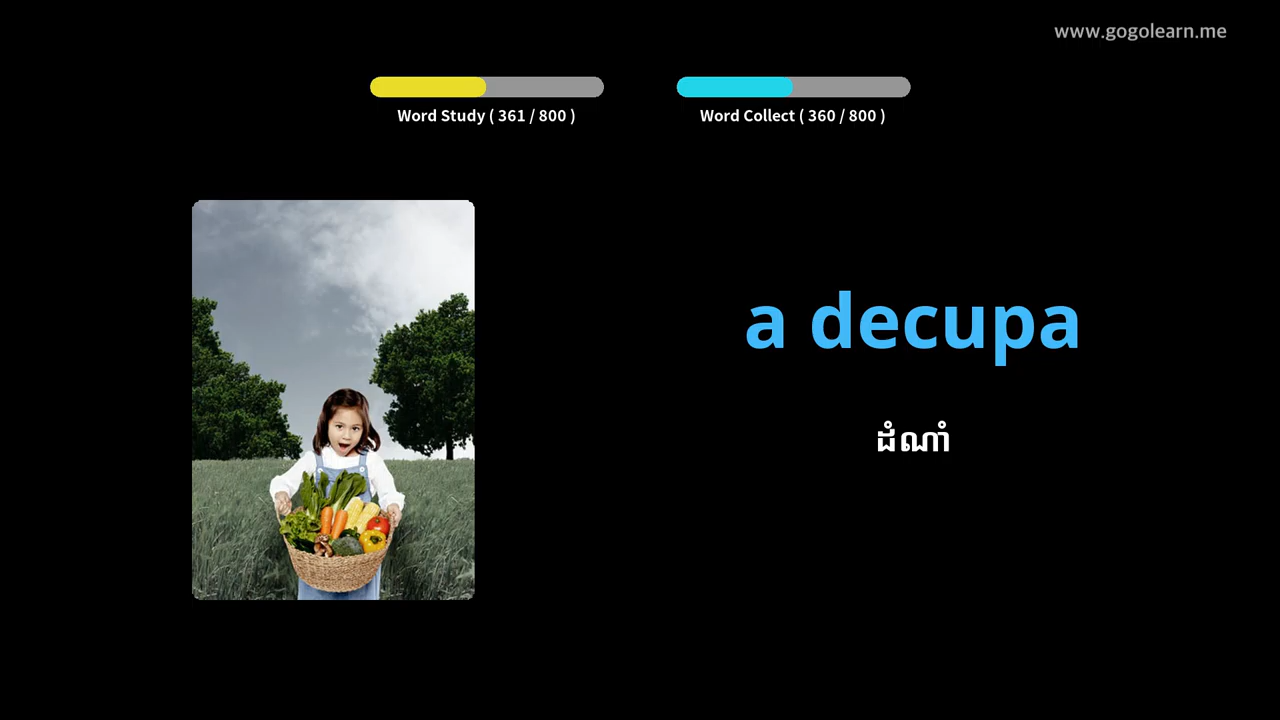 www.gogolearn.me
Word Study ( 361 / 800 )
Word Collect ( 360 / 800 )
a decupa
ដំណាំ